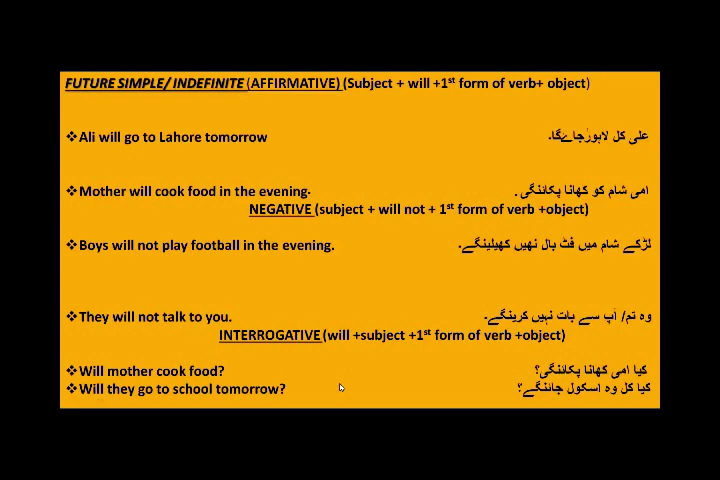 FUTURE SIMPLE/ INDEFINITE (AFFIRMATIVE) (Subject + will +1st form of verb+ object)
❖Ali will go to Lahore tomorrow علی کل لاہورجاےَگا۔
❖Mother will cook food in the evening. امی شام کو کھانا پکائنگی .
NEGATIVE (subject + will not + 1st form of verb +object)
❖Boys will not play football in the evening. لڑکے شام میں فٹ بال نھیں کھیلینگے۔
❖They will not talk to you. وہ تم/ آپ سے بات نہیں کرینگے۔
INTERROGATIVE (will +subject +1st form of verb +object)
❖Will mother cook food? کیا امی کھانا پکائنگی؟
❖Will they go to school tomorrow? کیا کل وہ اسکول جائنگے؟